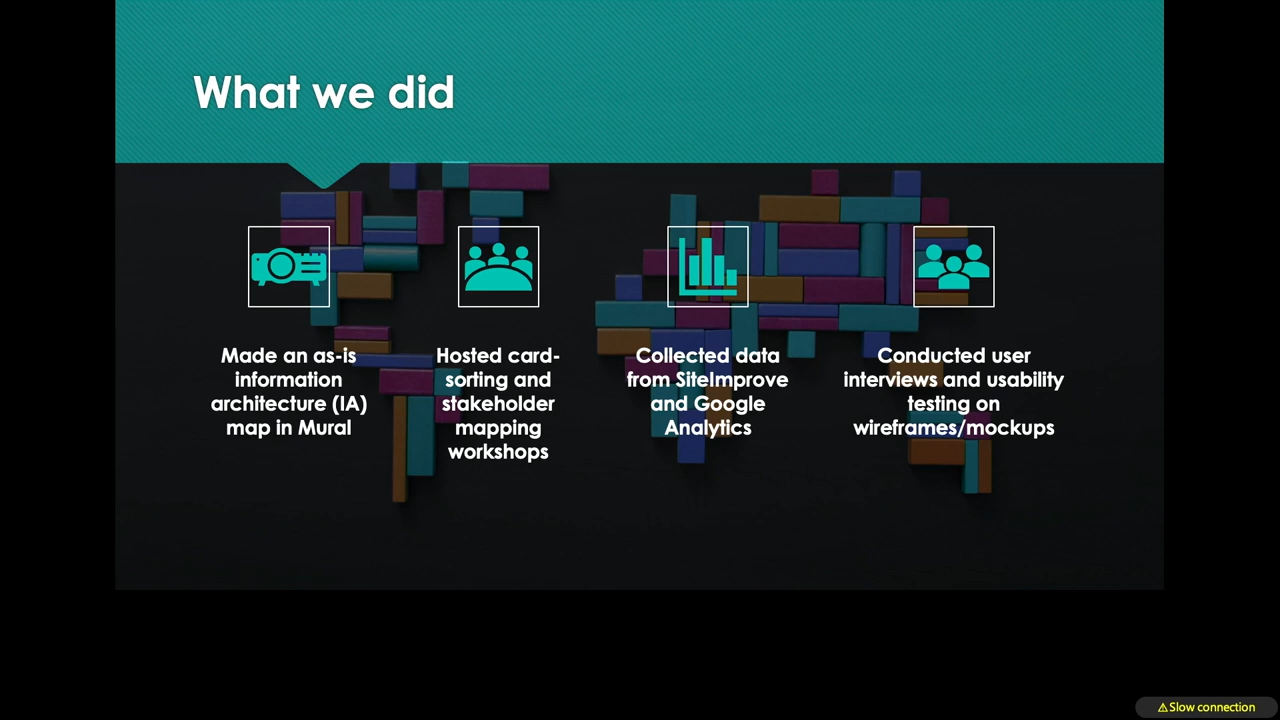 What we did
Made an as-is
information
architecture (IA)
map in Mural
Hosted card-
sorting and
stakeholder
mapping
workshops
Collected data
from SiteImprove
and Google
Analytics
Conducted user
interviews and usability
testing on
wireframes/mockups
⚠Slow connection